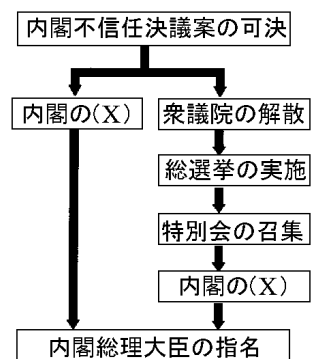 内閣不信任決議案の可決
内閣の(X)
衆議院の解散
総選挙の実施
特別会の召集
内閣の(X)
内閣総理大臣の指名